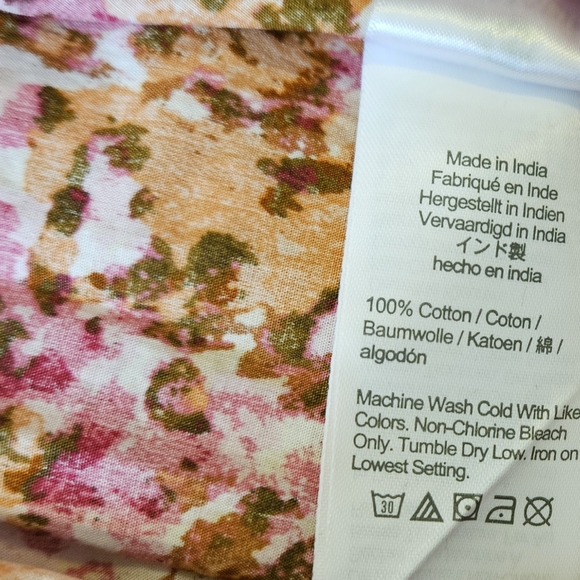 Made in India
Fabriqué en Inde
Hergestellt in Indien
Vervaardigd in India
インド製
hecho en india
100% Cotton / Coton /
Baumwolle / Katoen / 綿 /
algodón
Machine Wash Cold With Like
Colors. Non-Chlorine Bleach
Only. Tumble Dry Low. Iron on
Lowest Setting.
30